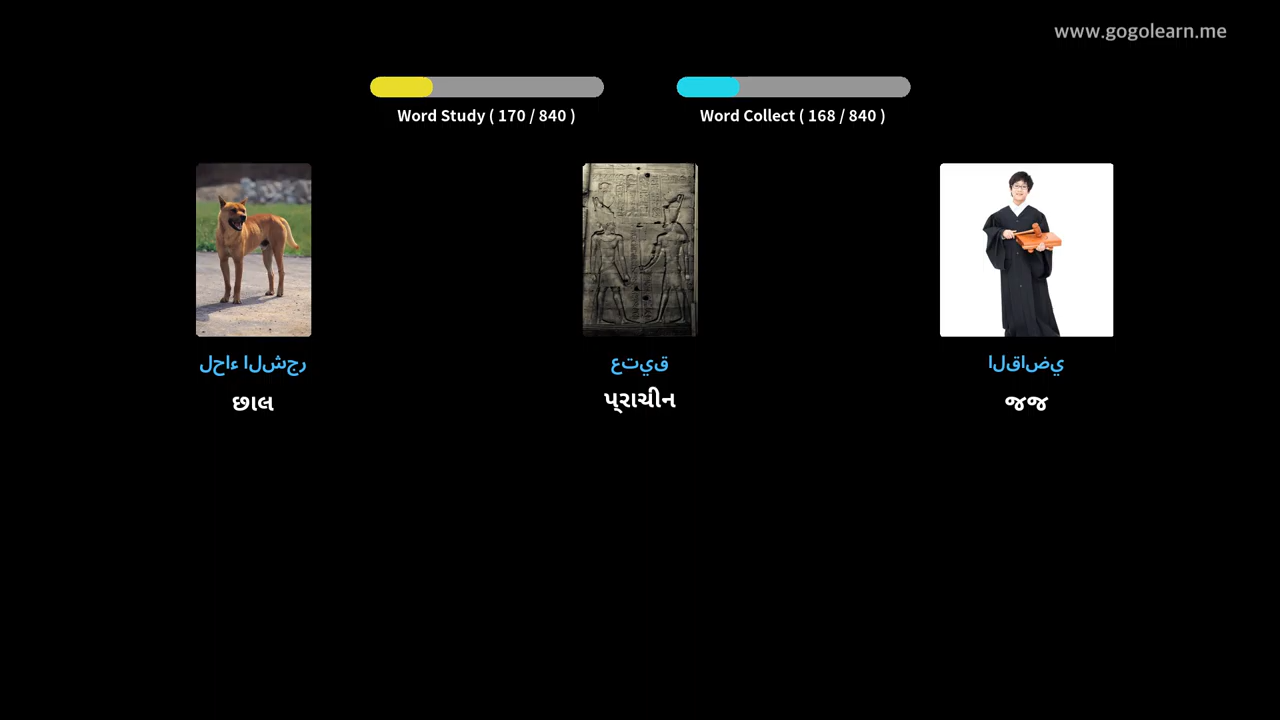 www.gogolearn.me
Word Study ( 170 / 840 )
Word Collect ( 168 / 840 )
لحاء الشجر
છાલ
عتيق
પ્રાચીન
القاضي
જજ